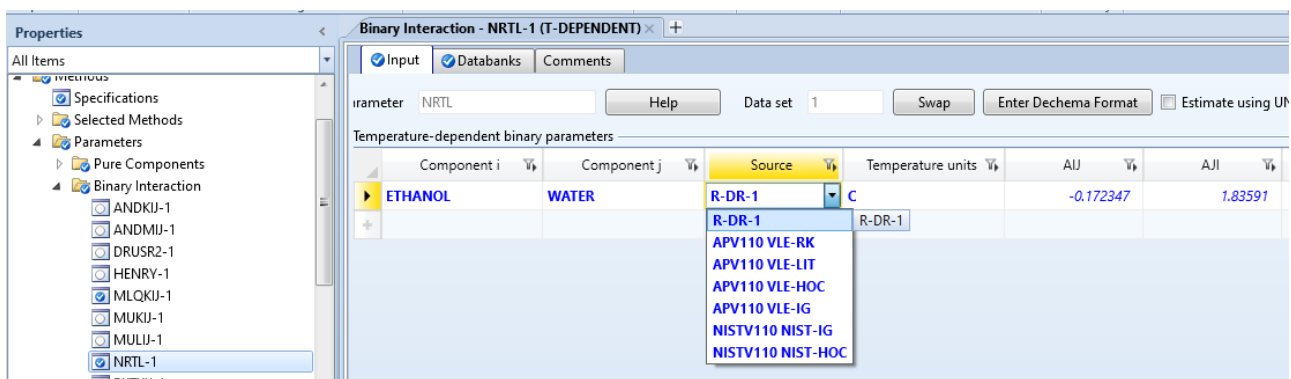 Properties
Binary Interaction - NRTL-1 (T-DEPENDENT)
All Items
Input
Databanks
Comments
Methods
Specifications
Selected Methods
Parameters
Pure Components
Binary Interaction
ANDKIJ-1
ANDMIJ-1
DRUSR2-1
HENRY-1
MLQKIJ-1
MUKIJ-1
MULIJ-1
NRTL-1
rameter NRTL Help Data set 1 Swap Enter Dechema Format Estimate using UN
Temperature-dependent binary parameters
Component i Component j Source Temperature units AIJ AJI
ETHANOL WATER R-DR-1 C -0.172347 1.83591
R-DR-1 R-DR-1
APV110 VLE-RK
APV110 VLE-LIT
APV110 VLE-HOC
APV110 VLE-IG
NISTV110 NIST-IG
NISTV110 NIST-HOC